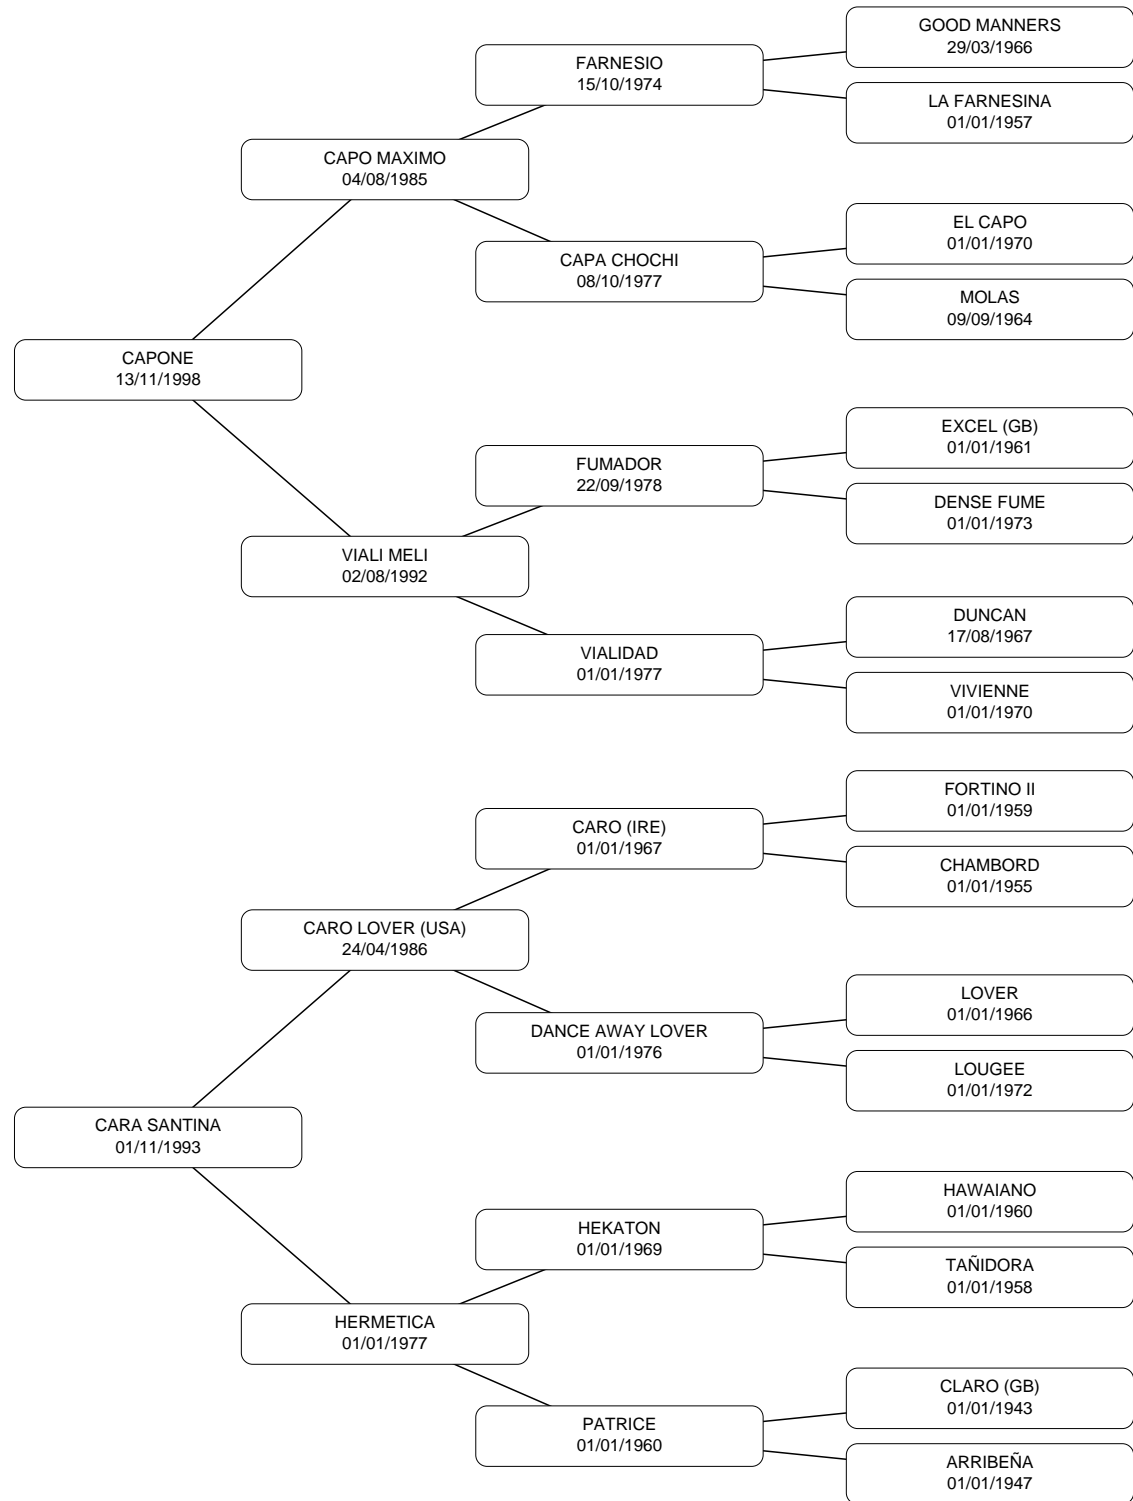 GOOD MANNERS
29/03/1966
FARNESIO
15/10/1974
LA FARNESINA
01/01/1957
CAPO MAXIMO
04/08/1985
EL CAPO
01/01/1970
CAPA CHOCHI
08/10/1977
MOLAS
09/09/1964
CAPONE
13/11/1998
EXCEL (GB)
01/01/1961
FUMADOR
22/09/1978
DENSE FUME
01/01/1973
VIALI MELI
02/08/1992
DUNCAN
17/08/1967
VIALIDAD
01/01/1977
VIVIENNE
01/01/1970
FORTINO II
01/01/1959
CARO (IRE)
01/01/1967
CHAMBORD
01/01/1955
CARO LOVER (USA)
24/04/1986
LOVER
01/01/1966
DANCE AWAY LOVER
01/01/1976
LOUGEE
01/01/1972
CARA SANTINA
01/11/1993
HAWAIANO
01/01/1960
HEKATON
01/01/1969
TAÑIDORA
01/01/1958
HERMETICA
01/01/1977
CLARO (GB)
01/01/1943
PATRICE
01/01/1960
ARRIBEÑA
01/01/1947